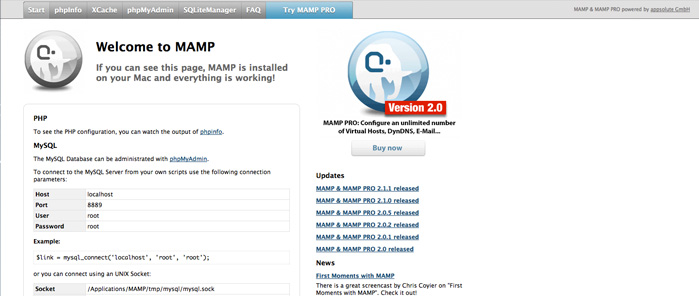 Start phpInfo XCache phpMyAdmin SQLiteManager FAQ Try MAMP PRO
MAMP & MAMP PRO powered by appsolute GmbH
Welcome to MAMP
If you can see this page, MAMP is installed
on your Mac and everything is working!
PHP
To see the PHP configuration, you can watch the output of phpinfo.
MySQL
The MySQL Database can be administrated with phpMyAdmin.
To connect to the MySQL Server from your own scripts use the following connection
parameters:
Host localhost
Port 8889
User root
Password root
Example:
$link = mysql_connect('localhost', 'root', 'root');
or you can connect using an UNIX Socket:
Socket /Applications/MAMP/tmp/mysql/mysql.sock
Version 2.0
MAMP PRO: Configure an unlimited number
of Virtual Hosts, DynDNS, E-Mail...
Buy now
Updates
MAMP & MAMP PRO 2.1.1 released
MAMP & MAMP PRO 2.1.0 released
MAMP & MAMP PRO 2.0.5 released
MAMP & MAMP PRO 2.0.2 released
MAMP & MAMP PRO 2.0.1 released
MAMP & MAMP PRO 2.0 released
News
First Moments with MAMP
There is a great screencast by Chris Coyier on "First
Moments with MAMP". Check it out!